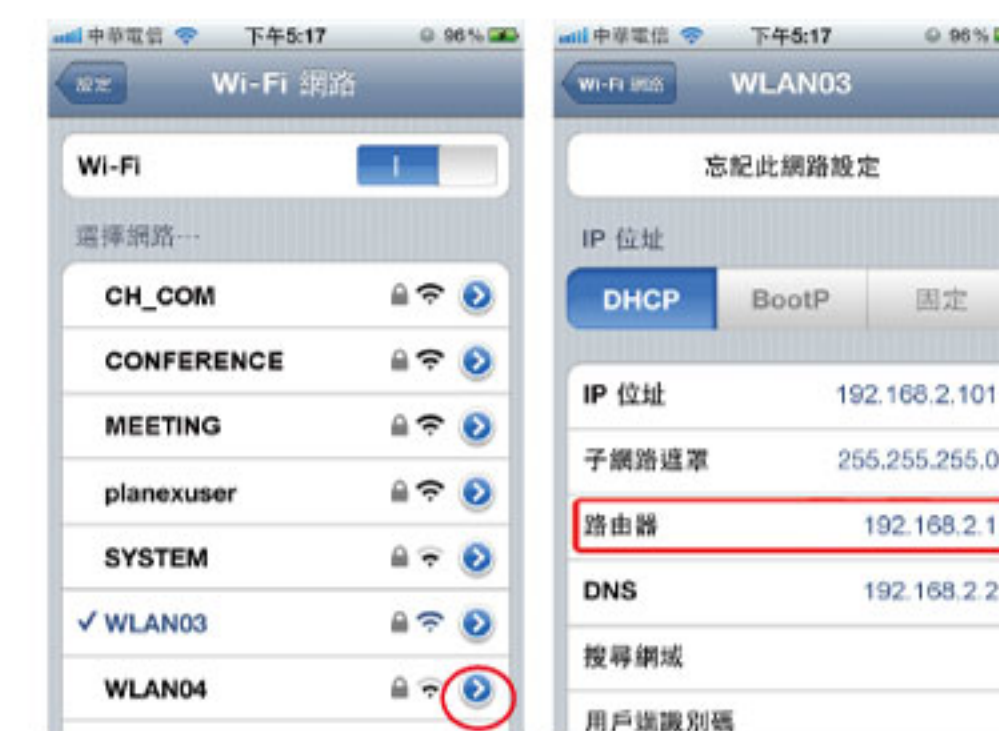 中華電信 下午5:17 96%
設定 Wi-Fi 網路
Wi-Fi
選擇網路...
CH_COM
CONFERENCE
MEETING
planexuser
SYSTEM
✓ WLAN03
WLAN04
中華電信 下午5:17 96%
Wi-Fi 網路 WLAN03
忘記此網路設定
IP 位址
DHCP BootP 固定
IP 位址 192.168.2.101
子網路遮罩 255.255.255.0
路由器 192.168.2.1
DNS 192.168.2.2
搜尋網域
用戶端識別碼